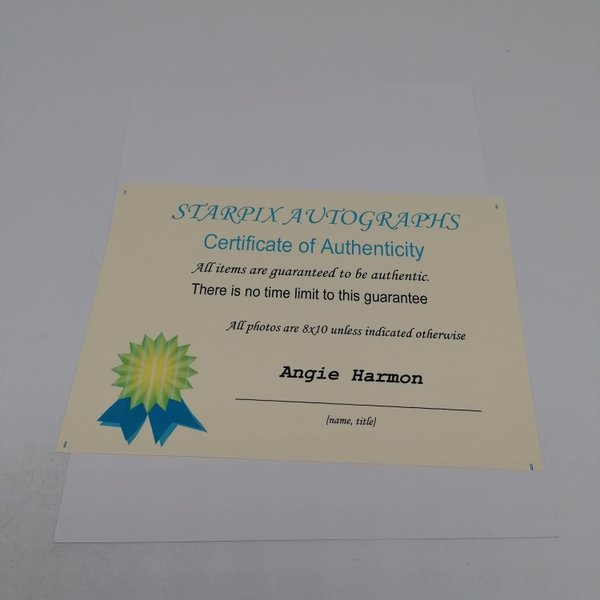 STARPIX AUTOGRAPHS
Certificate of Authenticity
All items are guaranteed to be authentic.
There is no time limit to this guarantee
All photos are 8x10 unless indicated otherwise
Angie Harmon
[name, title]